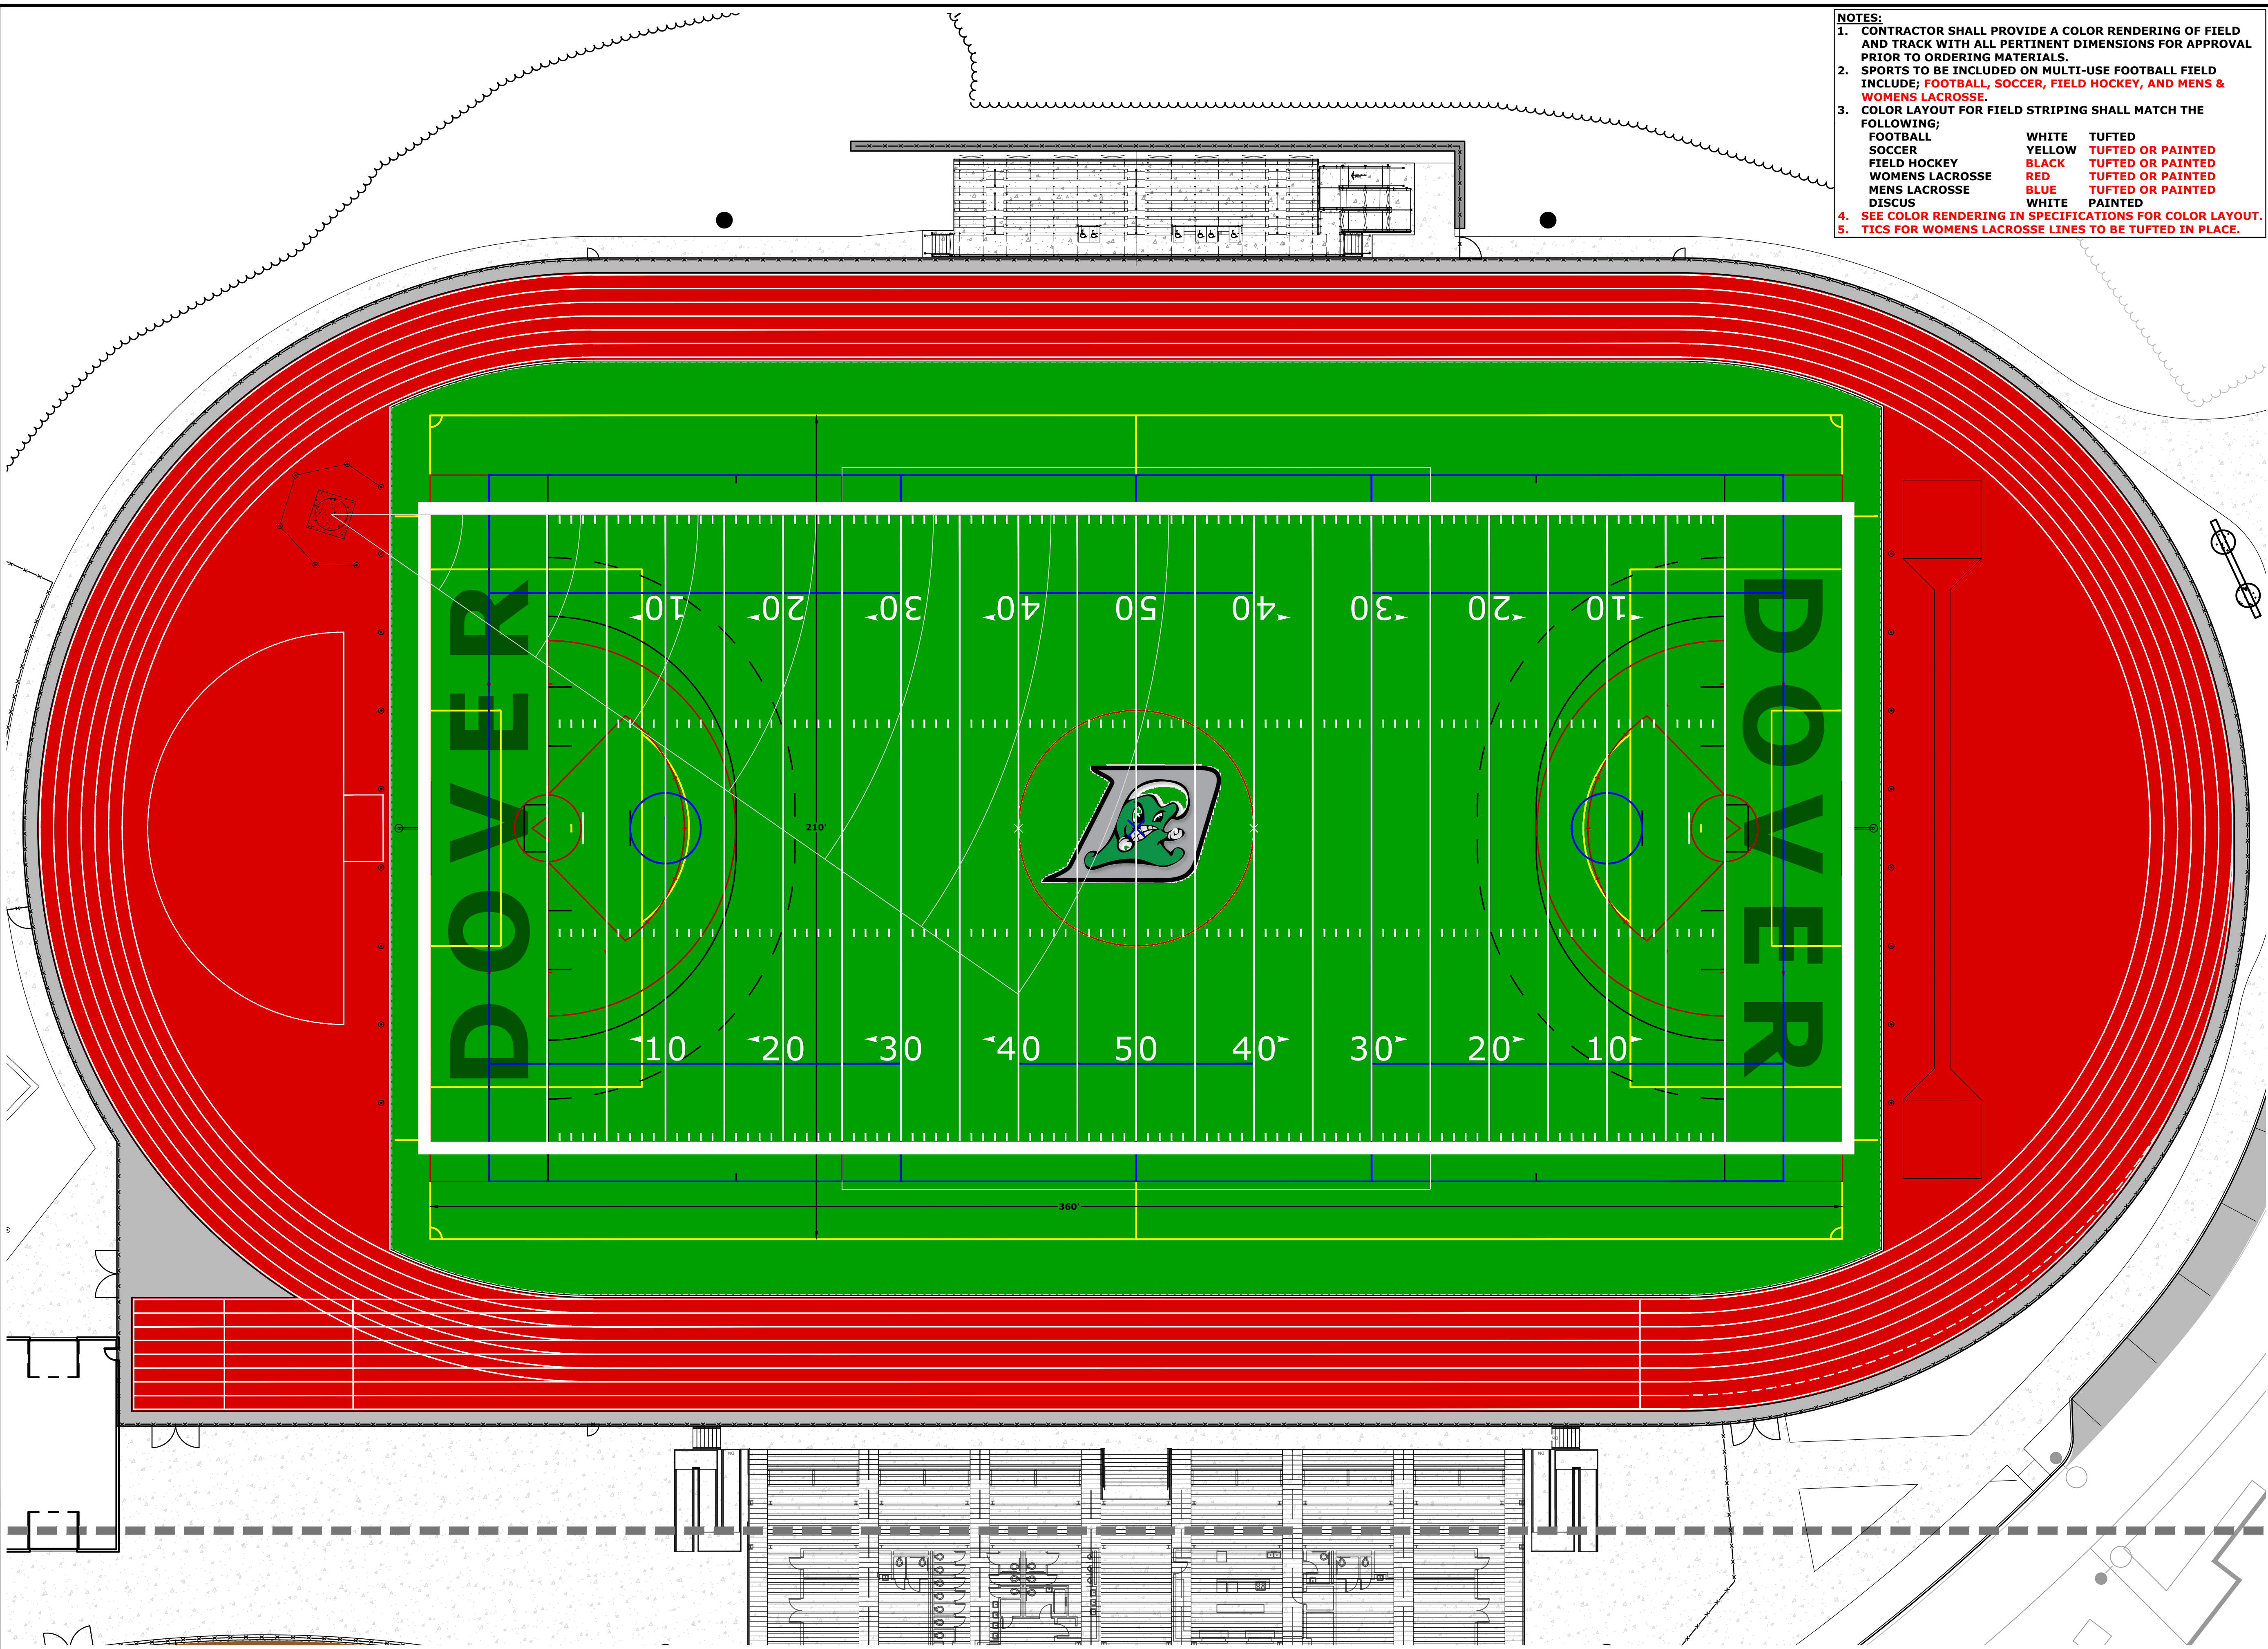 NOTES:
1. CONTRACTOR SHALL PROVIDE A COLOR RENDERING OF FIELD
AND TRACK WITH ALL PERTINENT DIMENSIONS FOR APPROVAL
PRIOR TO ORDERING MATERIALS.
2. SPORTS TO BE INCLUDED ON MULTI-USE FOOTBALL FIELD
INCLUDE; FOOTBALL, SOCCER, FIELD HOCKEY, AND MENS &
WOMENS LACROSSE.
3. COLOR LAYOUT FOR FIELD STRIPING SHALL MATCH THE
FOLLOWING;
FOOTBALL WHITE TUFTED
SOCCER YELLOW TUFTED OR PAINTED
FIELD HOCKEY BLACK TUFTED OR PAINTED
WOMENS LACROSSE RED TUFTED OR PAINTED
MENS LACROSSE BLUE TUFTED OR PAINTED
DISCUS WHITE PAINTED
4. SEE COLOR RENDERING IN SPECIFICATIONS FOR COLOR LAYOUT.
5. TICS FOR WOMENS LACROSSE LINES TO BE TUFTED IN PLACE.
10 20 30 40 50 40 30 20 10
DOVER
D
210'
DOVER
10 20 30 40 50 40 30 20 10
360'